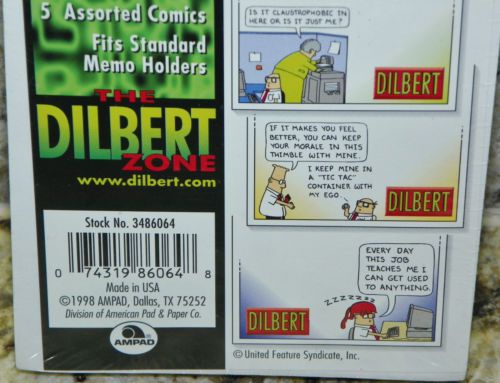 5 Assorted Comics
Fits Standard
Memo Holders
THE
DILBERT
ZONE
www.dilbert.com
Stock No. 3486064
0 74319 86064 8
Made in USA
©1998 AMPAD, Dallas, TX 75252
Division of American Pad & Paper Co.
AMPAD
IS IT CLAUSTROPHOBIC IN
HERE OR IS IT JUST ME?
DILBERT
IF IT MAKES YOU FEEL
BETTER, YOU CAN KEEP
YOUR MORALE IN THIS
THIMBLE WITH MINE.
I KEEP MINE IN
A "TIC TAC"
CONTAINER WITH
MY EGO.
DILBERT
EVERY DAY
THIS JOB
TEACHES ME I
CAN GET USED
TO ANYTHING.
ZZZZZZZ
DILBERT
© United Feature Syndicate, Inc.